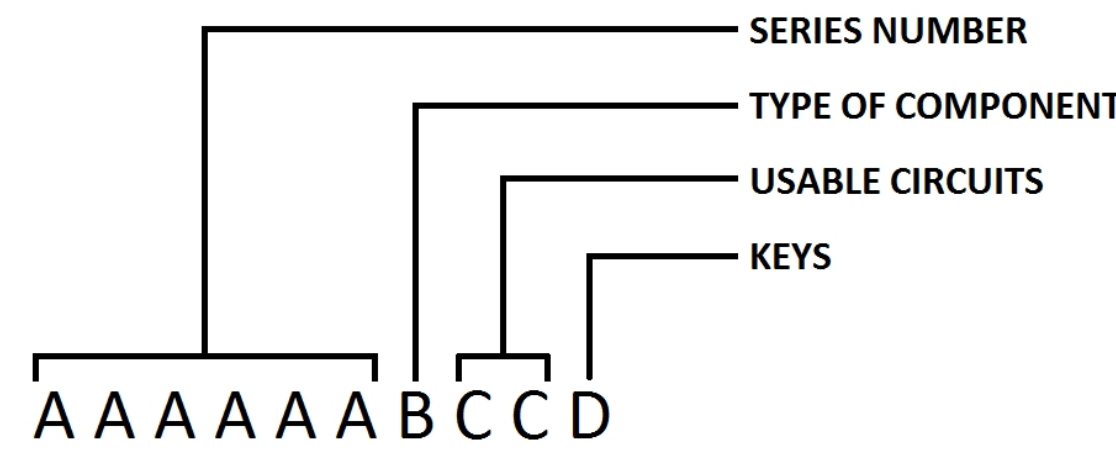 SERIES NUMBER
TYPE OF COMPONENT
USABLE CIRCUITS
KEYS
A A A A A A B C C D